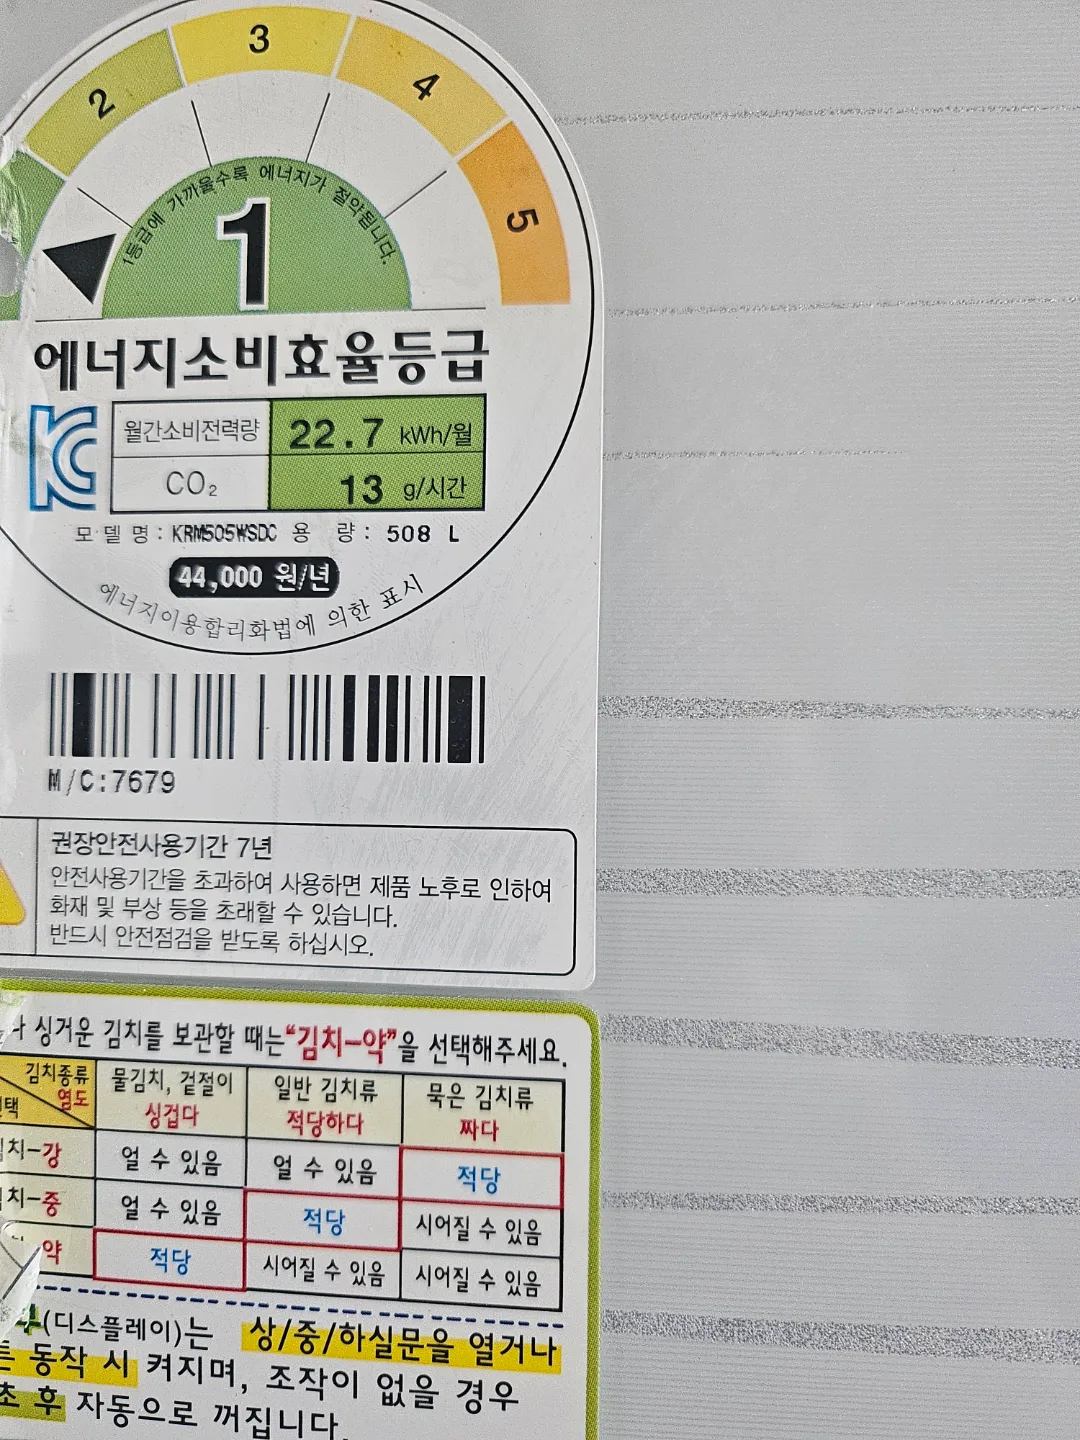 2
3
4
5
1등급에 가까울수록 에너지가 절약됩니다.
1
에너지소비효율등급
KC
월간소비전력량 22.7 kWh/월
CO₂ 13 g/시간
모델명: KRM505WSDC 용 량: 508 L
44,000 원/년
에너지이용합리화법에 의한 표시
M/C:7679
권장안전사용기간 7년
안전사용기간을 초과하여 사용하면 제품 노후로 인하여
화재 및 부상 등을 초래할 수 있습니다.
반드시 안전점검을 받도록 하십시오.
나 싱거운 김치를 보관할 때는 “김치-약”을 선택해주세요.
김치종류 물김치, 겉절이 일반 김치류 묵은 김치류
택 염도 싱겁다 적당하다 짜다
치-강 얼 수 있음 얼 수 있음 적당
치-중 얼 수 있음 적당 시어질 수 있음
약 적당 시어질 수 있음 시어질 수 있음
(디스플레이)는 상/중/하실문을 열거나
튼 동작 시 켜지며, 조작이 없을 경우
초 후 자동으로 꺼집니다.